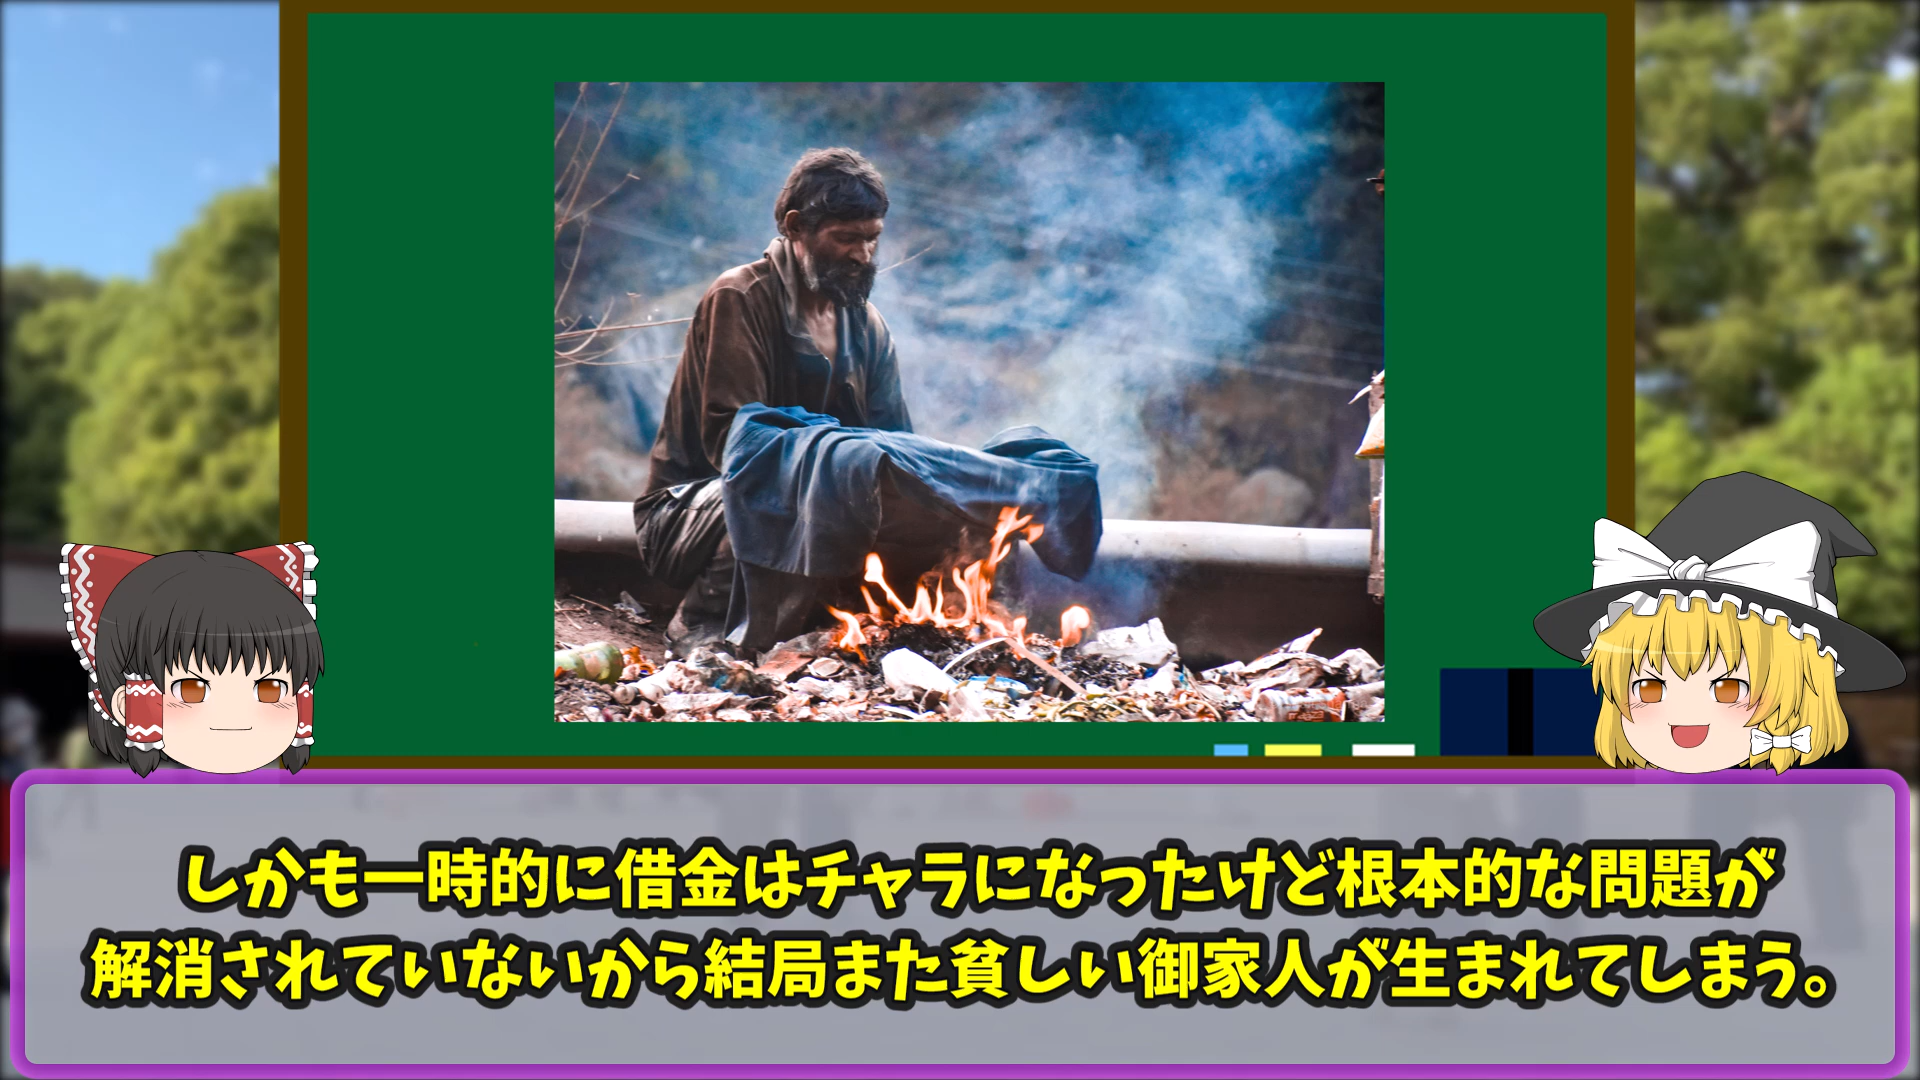 しかも一時的に借金はチャラになったけど根本的な問題が
解消されていないから結局また貧しい御家人が生まれてしまう。